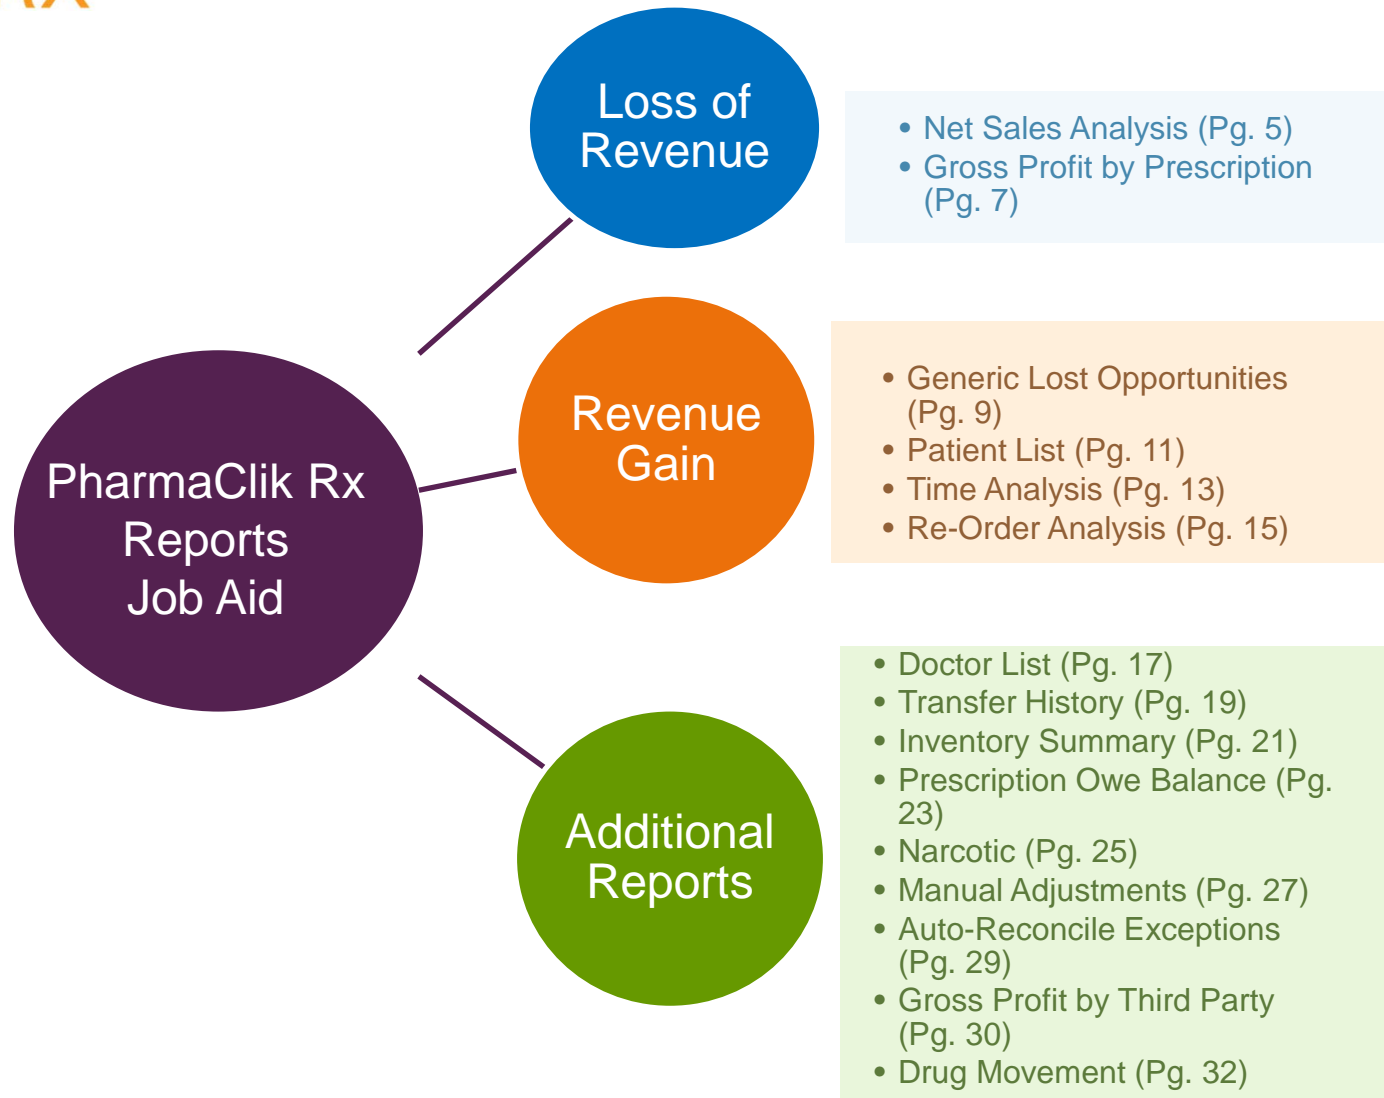 PharmaClik Rx
Reports
Job Aid
Loss of
Revenue
• Net Sales Analysis (Pg. 5)
• Gross Profit by Prescription
(Pg. 7)
Revenue
Gain
• Generic Lost Opportunities
(Pg. 9)
• Patient List (Pg. 11)
• Time Analysis (Pg. 13)
• Re-Order Analysis (Pg. 15)
Additional
Reports
• Doctor List (Pg. 17)
• Transfer History (Pg. 19)
• Inventory Summary (Pg. 21)
• Prescription Owe Balance (Pg.
23)
• Narcotic (Pg. 25)
• Manual Adjustments (Pg. 27)
• Auto-Reconcile Exceptions
(Pg. 29)
• Gross Profit by Third Party
(Pg. 30)
• Drug Movement (Pg. 32)